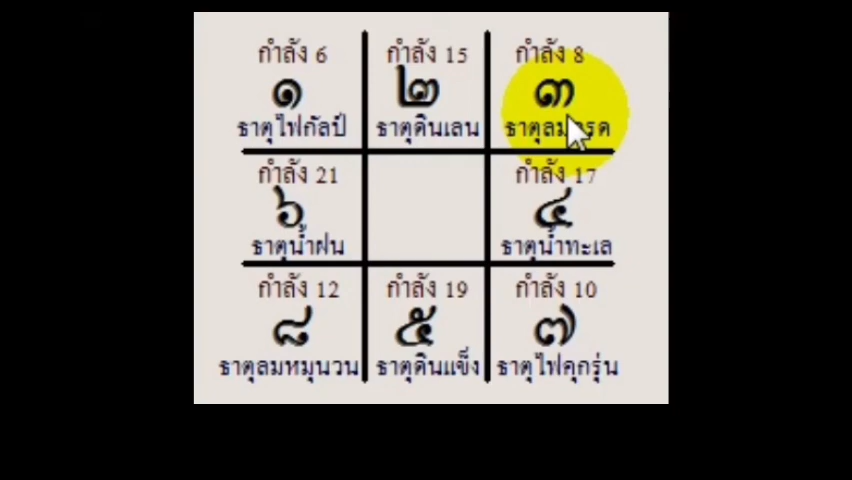 กำลัง 6 กำลัง 15 กำลัง 8
๑ ๒ ๓
ธาตุไฟกัลป์ ธาตุดินเลน
กำลัง 21 กำลัง 17
๖ ๔
ธาตุน้ำฝน ธาตุน้ำทะเล
กำลัง 12 กำลัง 19 กำลัง 10
๘ ๕ ๗
ธาตุลมหมุนวน ธาตุดินแข็ง ธาตุไฟคุกรุ่น